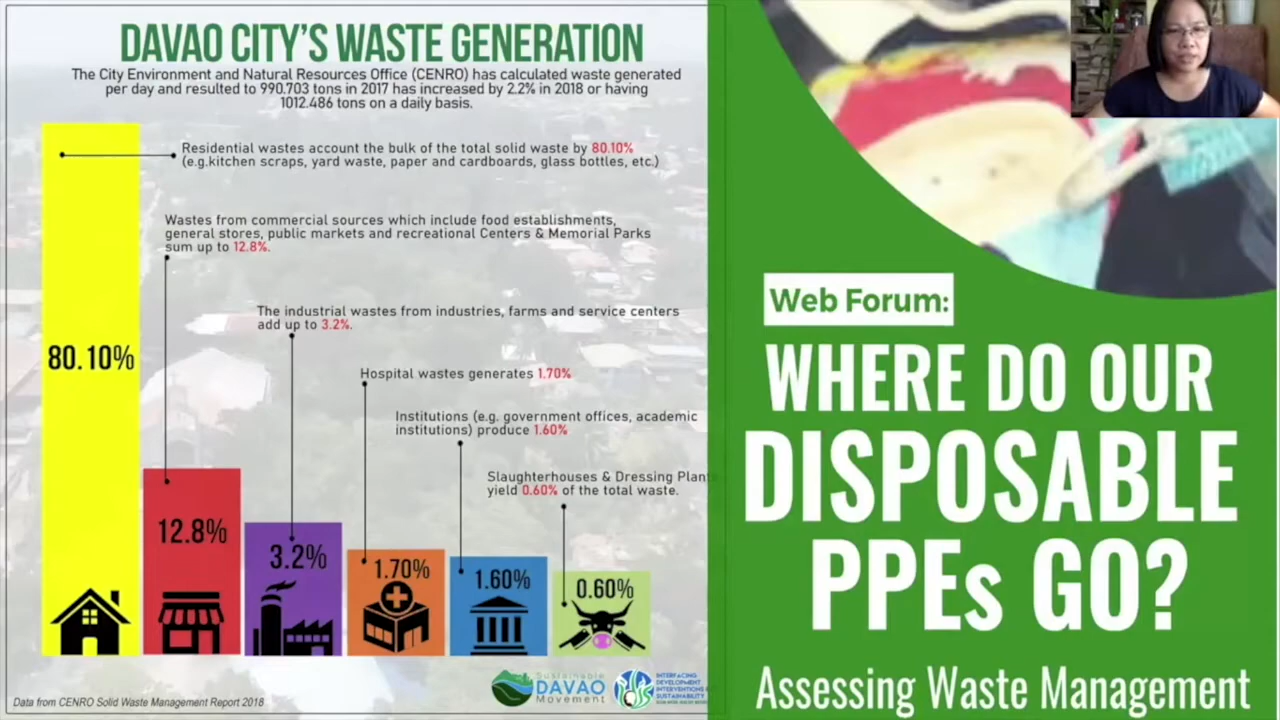 DAVAO CITY'S WASTE GENERATION
The City Environment and Natural Resources Office (CENRO) has calculated waste generated
per day and resulted to 990.703 tons in 2017 has increased by 2.2% in 2018 or having
1012.486 tons on a daily basis.
Residential wastes account the bulk of the total solid waste by 80.10%
(e.g.kitchen scraps, yard waste, paper and cardboards, glass bottles, etc.)
Wastes from commercial sources which include food establishments,
general stores, public markets and recreational Centers & Memorial Parks
sum up to 12.8%.
The industrial wastes from industries, farms and service centers
add up to 3.2%.
Hospital wastes generates 1.70%
Institutions (e.g. government offices, academic
institutions) produce 1.60%
Slaughterhouses & Dressing Plant
yield 0.60% of the total waste.
80.10%
12.8%
3.2%
1.70%
1.60%
0.60%
Sustainable
DAVAO
Movement
INTERFACING
DEVELOPMENT
INTERVENTIONS
SUSTAINABILITY
Data from CENRO Solid Waste Management Report 2018
Web Forum:
WHERE DO OUR
DISPOSABLE
PPEs GO?
Assessing Waste Management